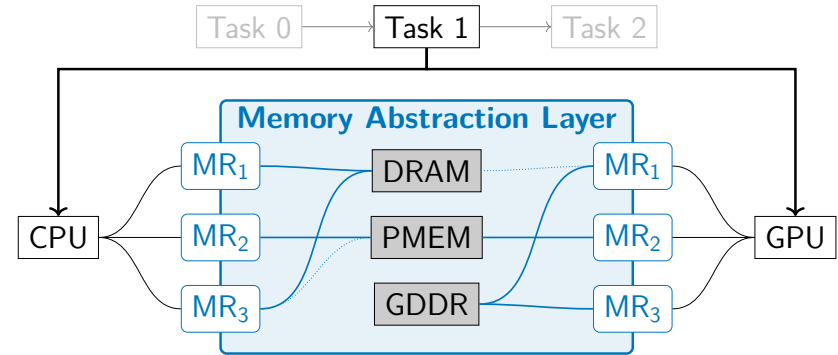 Task 0
Task 1
Task 2
Memory Abstraction Layer
MR₁
DRAM
MR₁
CPU
MR₂
PMEM
MR₂
GPU
MR₃
GDDR
MR₃